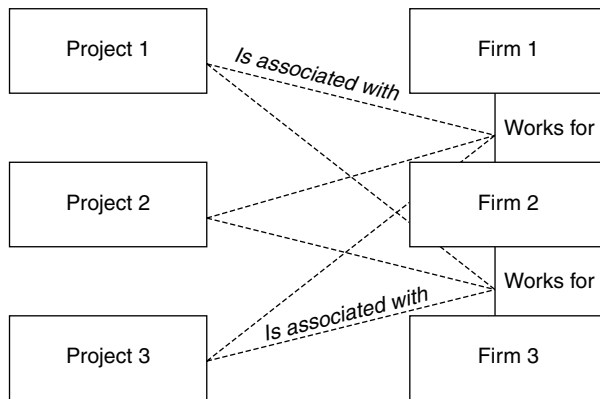 Project 1
Is associated with
Firm 1
Works for
Project 2
Firm 2
Works for
Is associated with
Project 3
Firm 3